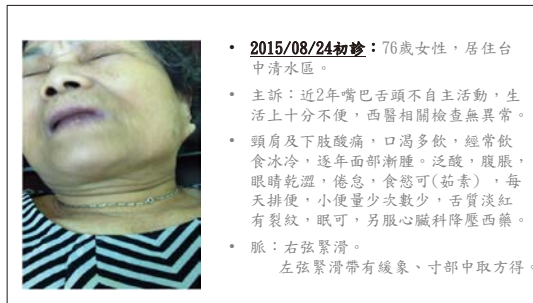 • 2015/08/24初診：76歲女性，居住台
中清水區。
• 主訴：近2年嘴巴舌頭不自主活動，生
活上十分不便，西醫相關檢查無異常。
• 頸肩及下肢酸痛，口渴多飲，經常飲
食冰冷，逐年面部漸腫。泛酸，腹脹，
眼睛乾澀，倦怠，食慾可(茹素)，每
天排便，小便量少次數少，舌質淡紅
有裂紋，眠可，另服心臟科降壓西藥。
• 脈：右弦緊滑。
左弦緊滑帶有緩象、寸部中取方得。